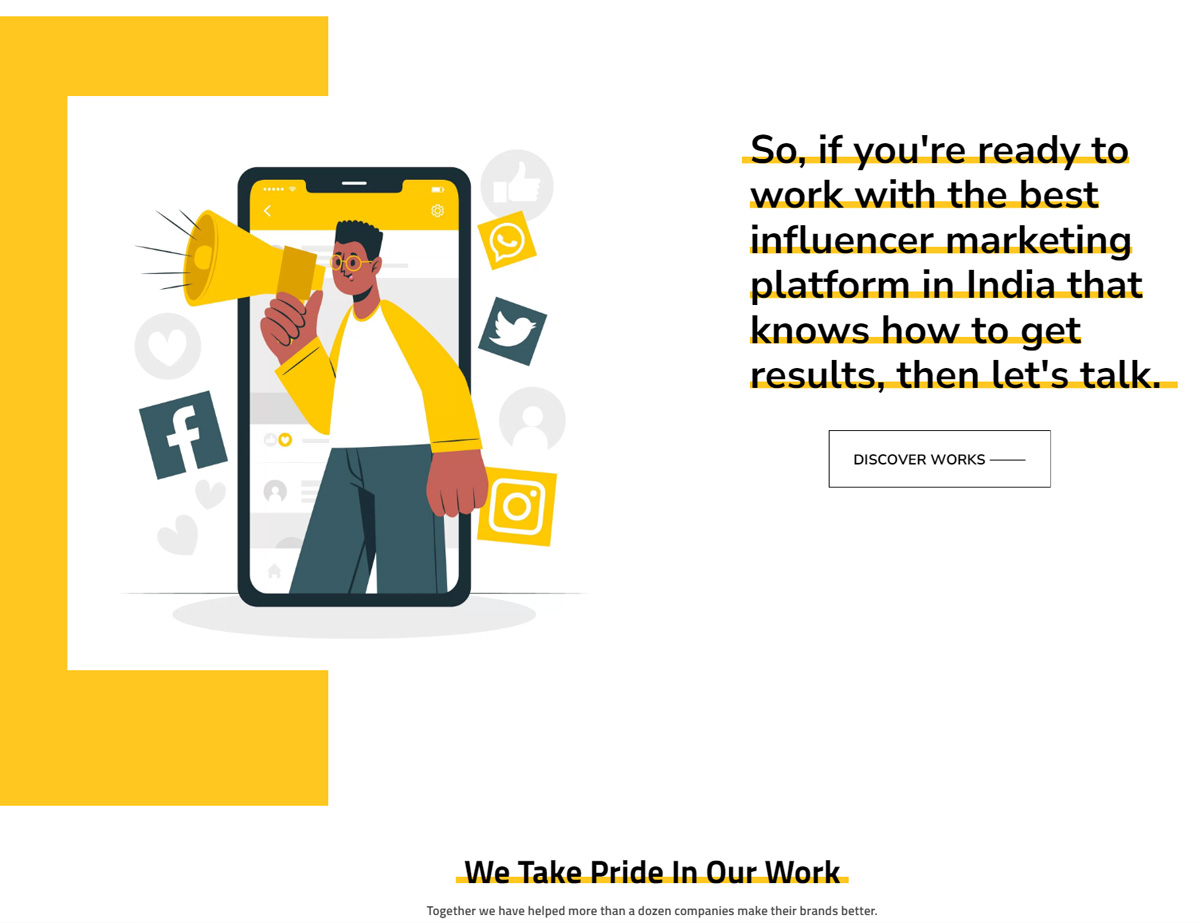 So, if you're ready to
work with the best
influencer marketing
platform in India that
knows how to get
results, then let's talk.
DISCOVER WORKS
We Take Pride In Our Work
Together we have helped more than a dozen companies make their brands better.